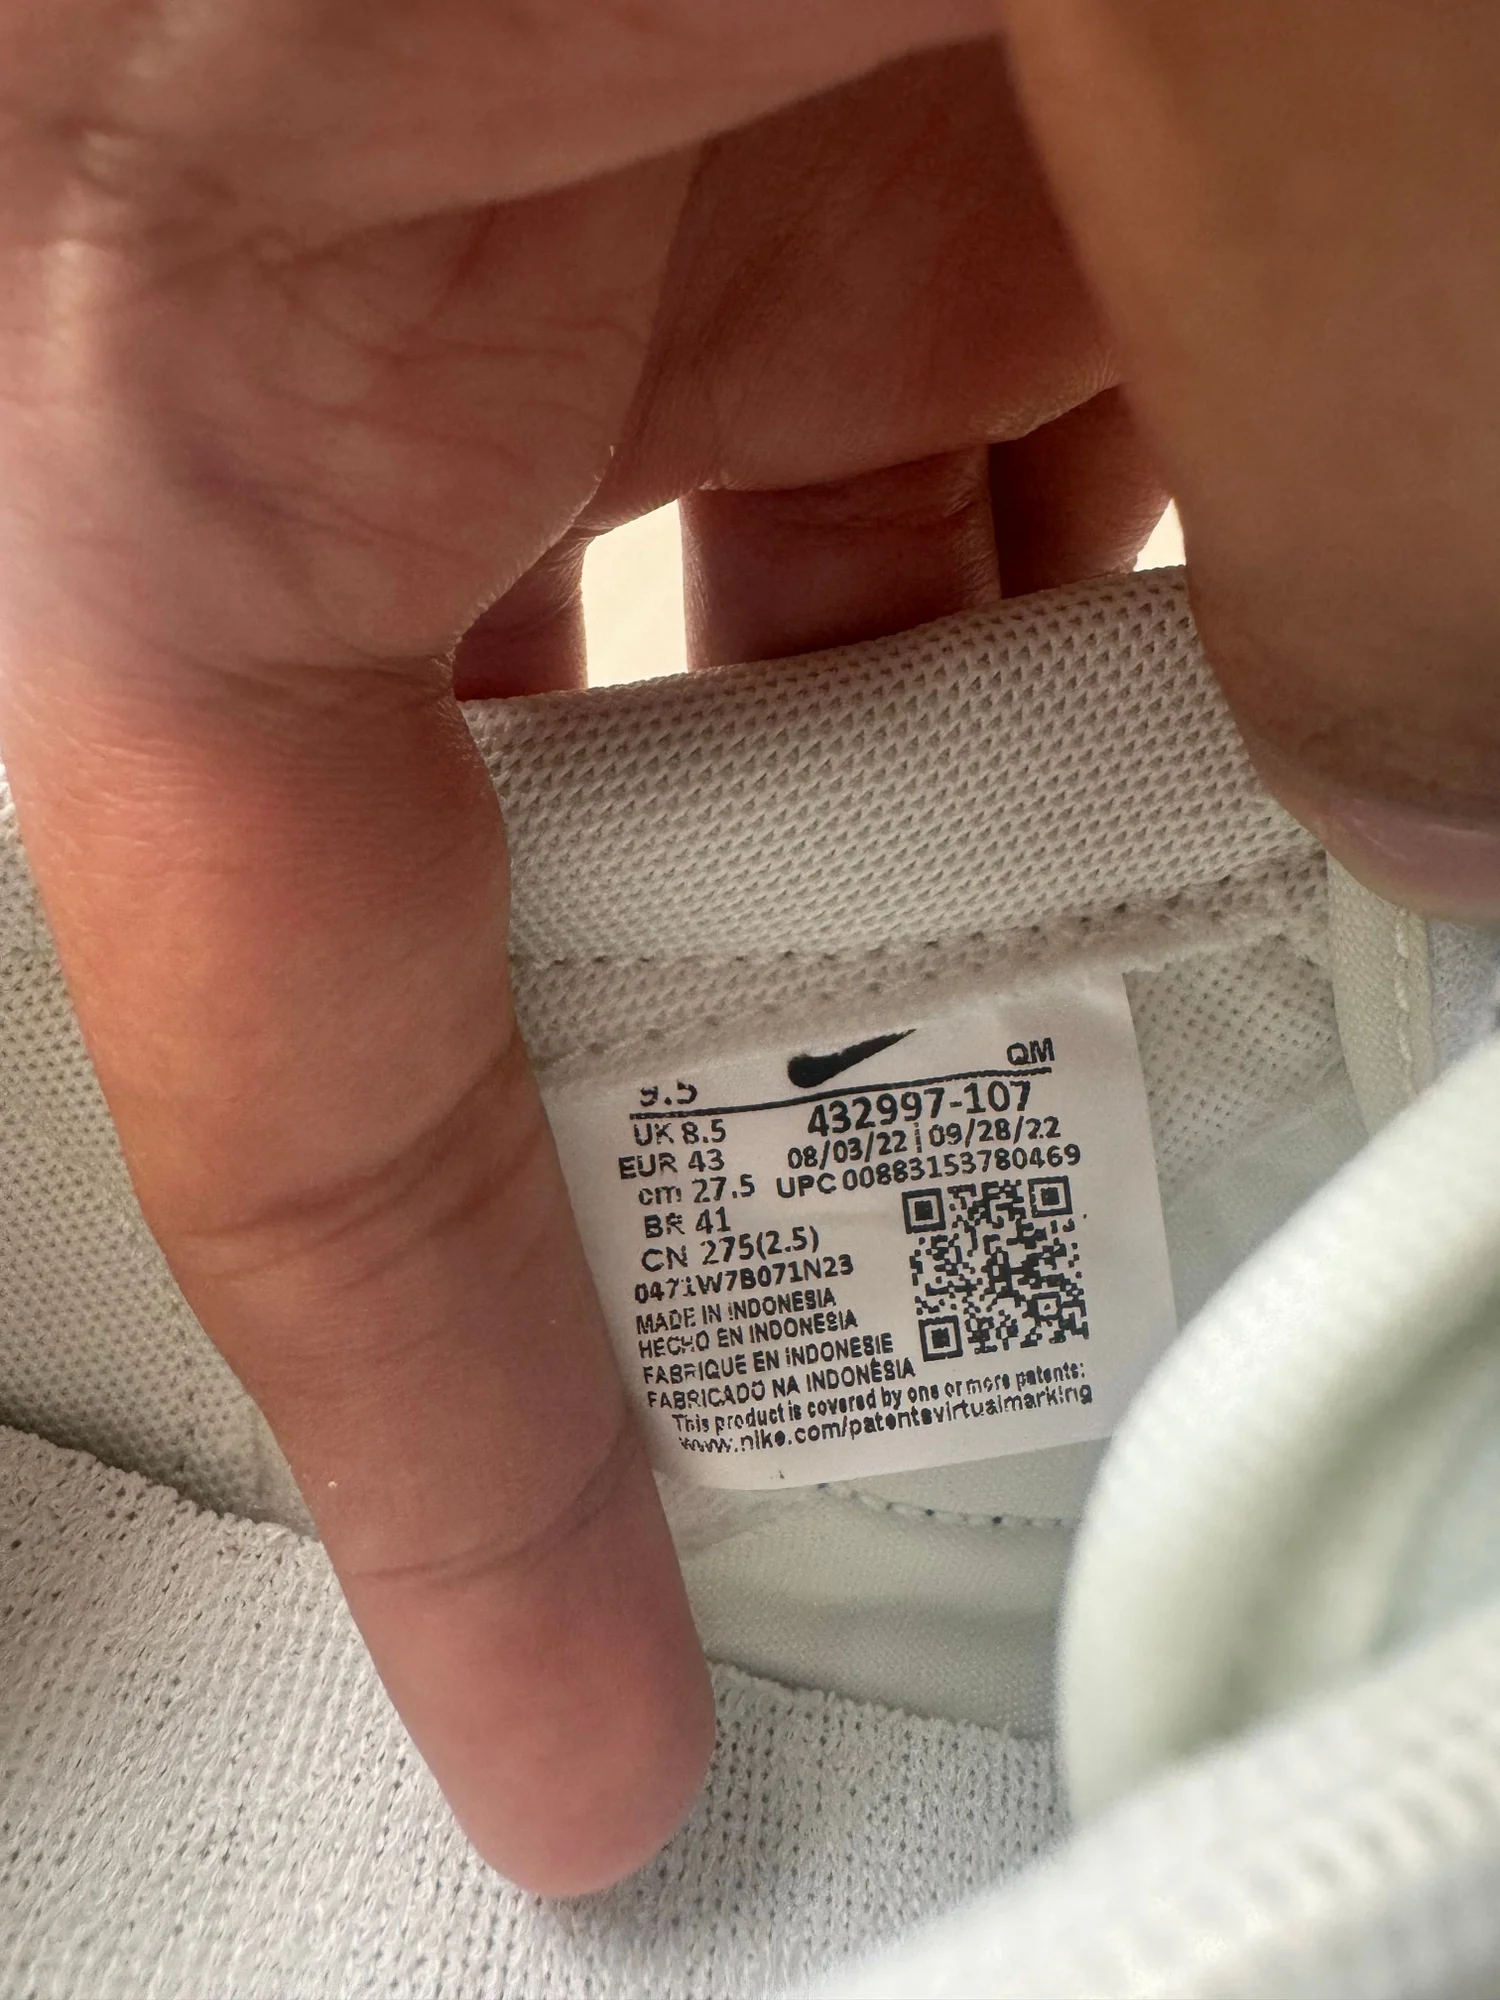 9.5 QM
432997-107
UK 8.5
08/03/22 | 09/28/22
EUR 43
UPC 00883153780469
cm 27.5
BR 41
CN 275(2.5)
0471W7B071N23
MADE IN INDONESIA
HECHO EN INDONESIA
FABRIQUE EN INDONESIE
FABRICADO NA INDONÉSIA
This product is covered by one or more patents:
www.nike.com/patentsvirtualmarking